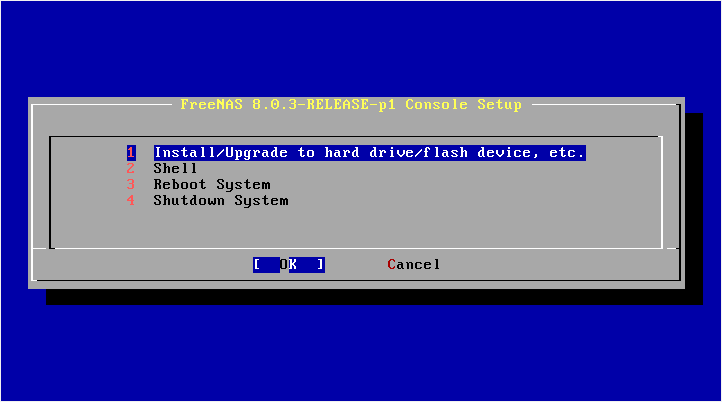 FreeNAS 8.0.3-RELEASE-p1 Console Setup
1 Install/Upgrade to hard drive/flash device, etc.
2 Shell
3 Reboot System
4 Shutdown System
[ OK ] Cancel